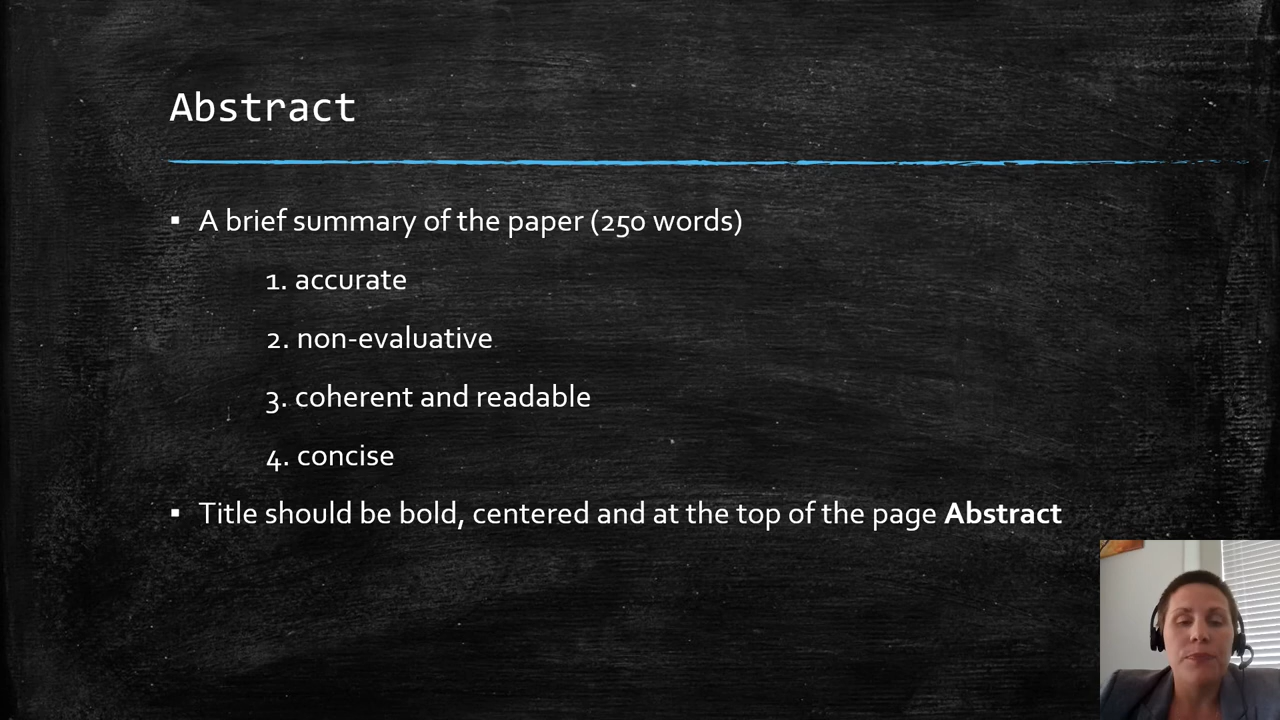 Abstract
▪ A brief summary of the paper (250 words)
1. accurate
2. non-evaluative
3. coherent and readable
4. concise
▪ Title should be bold, centered and at the top of the page Abstract